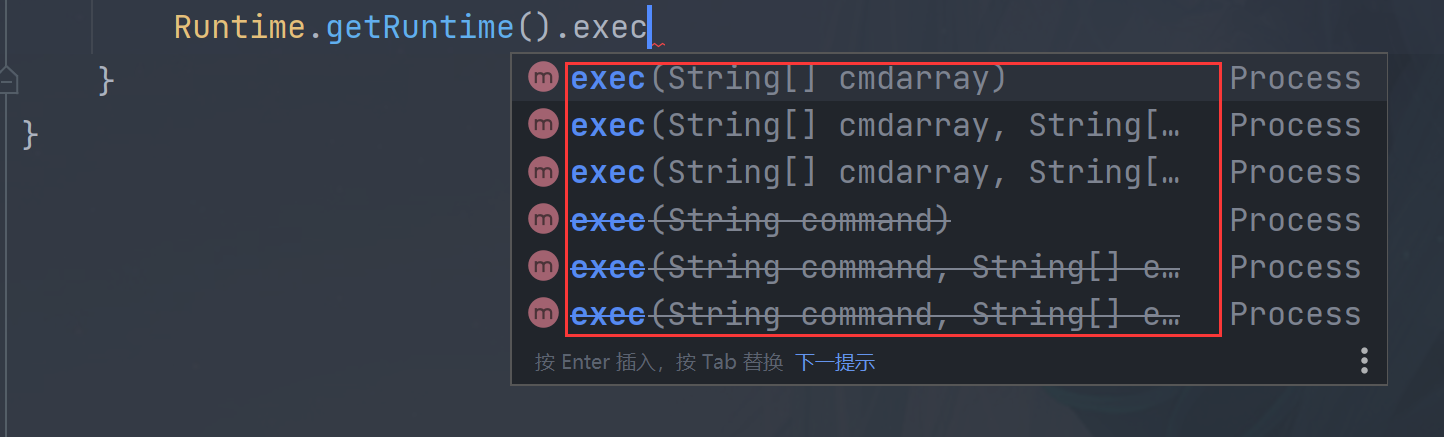 Runtime.getRuntime().exec
}
}
m exec(String[] cmdarray) Process
m exec(String[] cmdarray, String[… Process
m exec(String[] cmdarray, String[… Process
m exec(String command) Process
m exec(String command, String[] e… Process
m exec(String command, String[] e… Process
按 Enter 插入，按 Tab 替换 下一提示